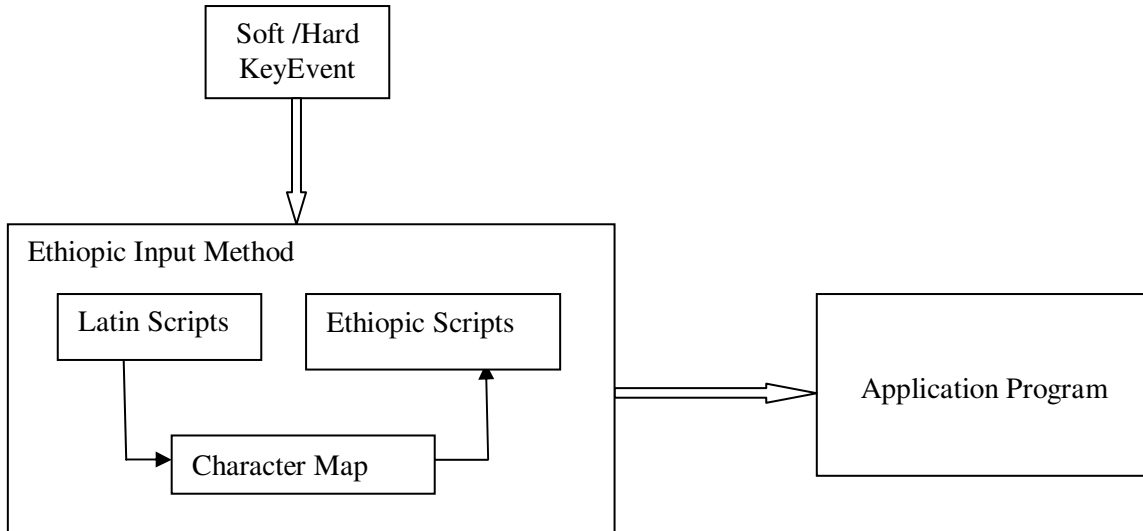 Soft /Hard
KeyEvent
Ethiopic Input Method
Latin Scripts
Ethiopic Scripts
Character Map
Application Program